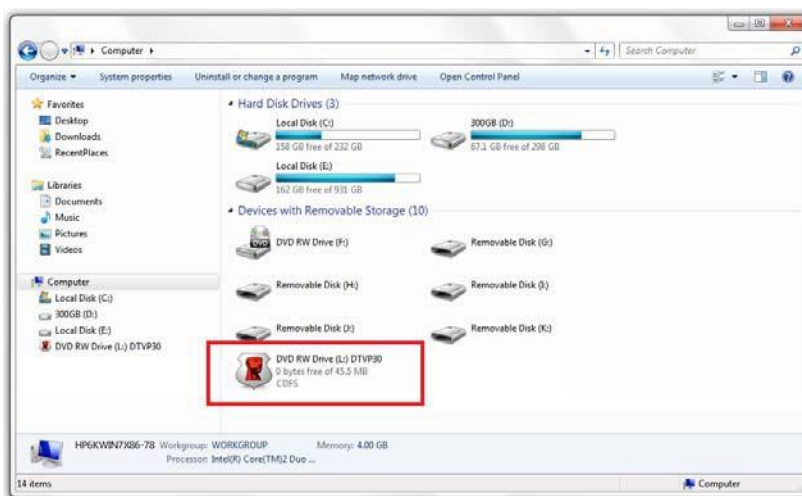 Computer
Search Computer
Organize
System properties
Uninstall or change a program
Map network drive
Open Control Panel
Favorites
Desktop
Downloads
RecentPlaces
Libraries
Documents
Music
Pictures
Videos
Computer
Local Disk (C:)
300GB (D:)
Local Disk (E:)
DVD RW Drive (L:) DTVP30
Hard Disk Drives (3)
Local Disk (C:)
158 GB free of 232 GB
300GB (D:)
67.1 GB free of 298 GB
Local Disk (E:)
162 GB free of 931 GB
Devices with Removable Storage (10)
DVD
DVD RW Drive (F:)
Removable Disk (G:)
Removable Disk (H:)
Removable Disk (I:)
Removable Disk (J:)
Removable Disk (K:)
DVD RW Drive (L:) DTVP30
0 bytes free of 45.5 MB
CDFS
HP6KWIN7X86-78 Workgroup: WORKGROUP Memory: 4.00 GB
Processor: Intel(R) Core(TM)2 Duo ...
14 items
Computer